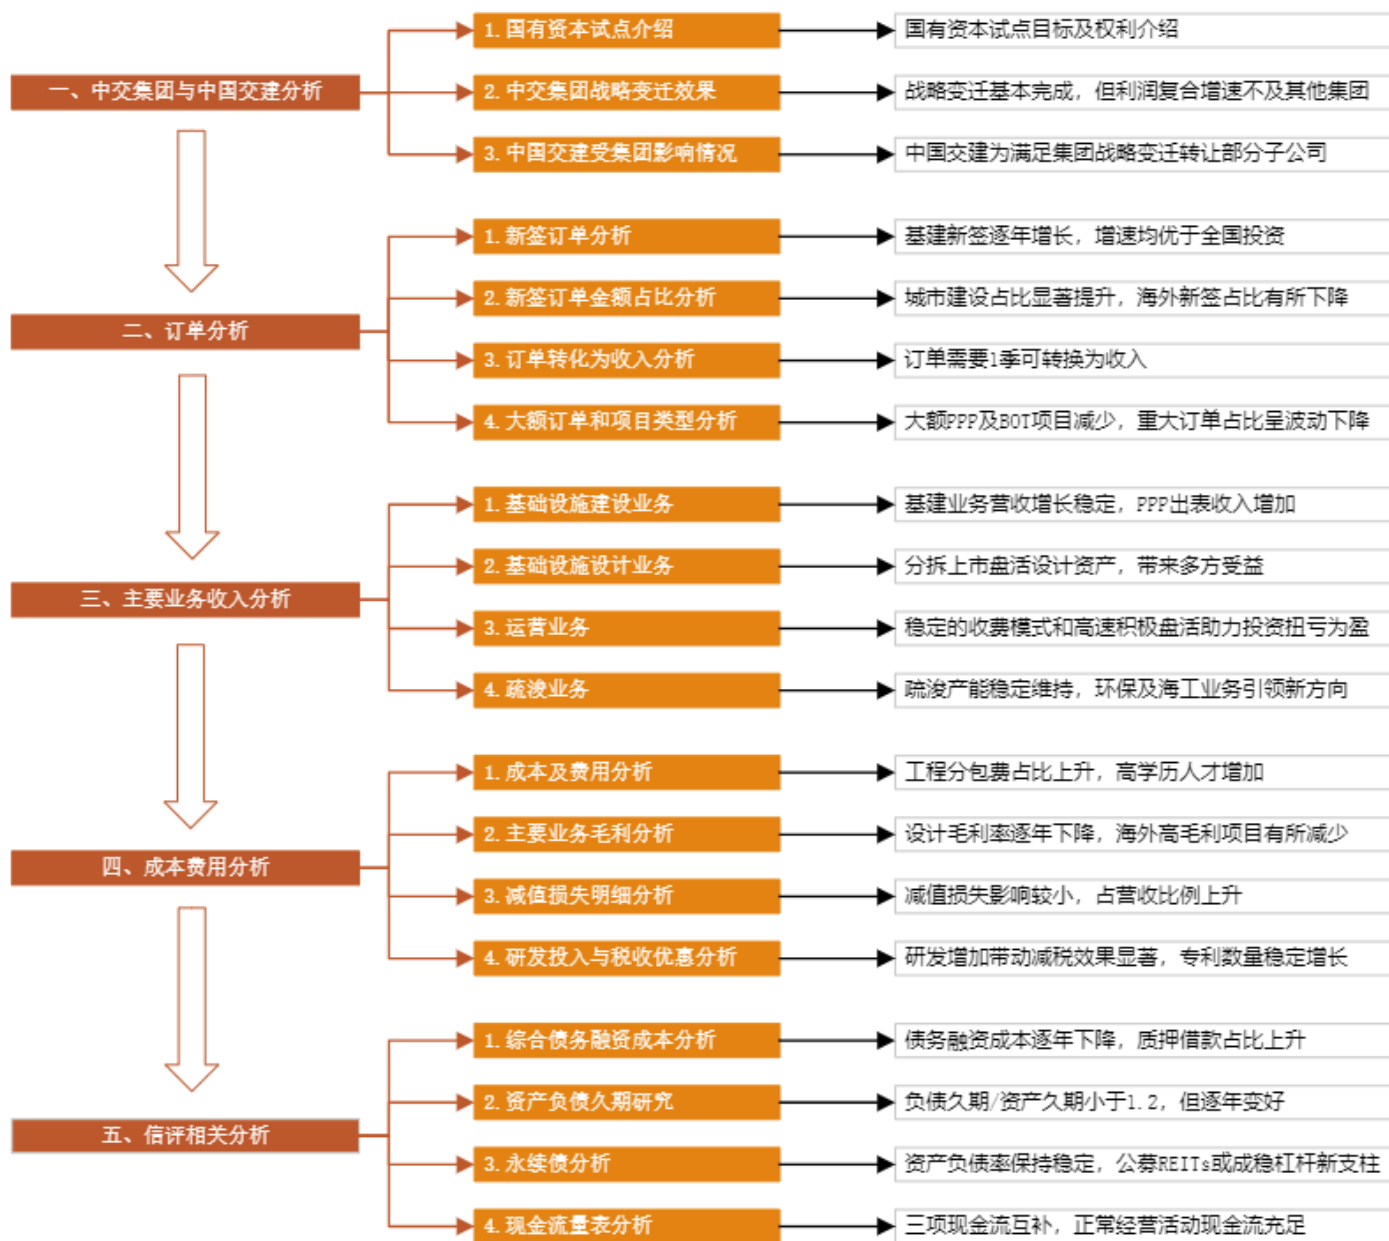 一、中交集团与中国交建分析
1. 国有资本试点介绍
国有资本试点目标及权利介绍
2. 中交集团战略变迁效果
战略变迁基本完成，但利润复合增速不及其他集团
3. 中国交建受集团影响情况
中国交建为满足集团战略变迁转让部分子公司
二、订单分析
1. 新签订单分析
基建新签逐年增长，增速均优于全国投资
2. 新签订单金额占比分析
城市建设占比显著提升，海外新签占比有所下降
3. 订单转化为收入分析
订单需要1季可转换为收入
4. 大额订单和项目类型分析
大额PPP及BOT项目减少，重大订单占比呈波动下降
三、主要业务收入分析
1. 基础设施建设业务
基建业务营收增长稳定，PPP出表收入增加
2. 基础设施设计业务
分拆上市盘活设计资产，带来多方受益
3. 运营业务
稳定的收费模式和高速积极盘活助力投资扭亏为盈
4. 疏浚业务
疏浚产能稳定维持，环保及海工业务引领新方向
四、成本费用分析
1. 成本及费用分析
工程分包费占比上升，高学历人才增加
2. 主要业务毛利分析
设计毛利率逐年下降，海外高毛利项目有所减少
3. 减值损失明细分析
减值损失影响较小，占营收比例上升
4. 研发投入与税收优惠分析
研发增加带动减税效果显著，专利数量稳定增长
五、信评相关分析
1. 综合债务融资成本分析
债务融资成本逐年下降，质押借款占比上升
2. 资产负债久期研究
负债久期/资产久期小于1.2，但逐年变好
3. 永续债分析
资产负债率保持稳定，公募REITs或成稳杠杆新支柱
4. 现金流量表分析
三项现金流互补，正常经营活动现金流充足